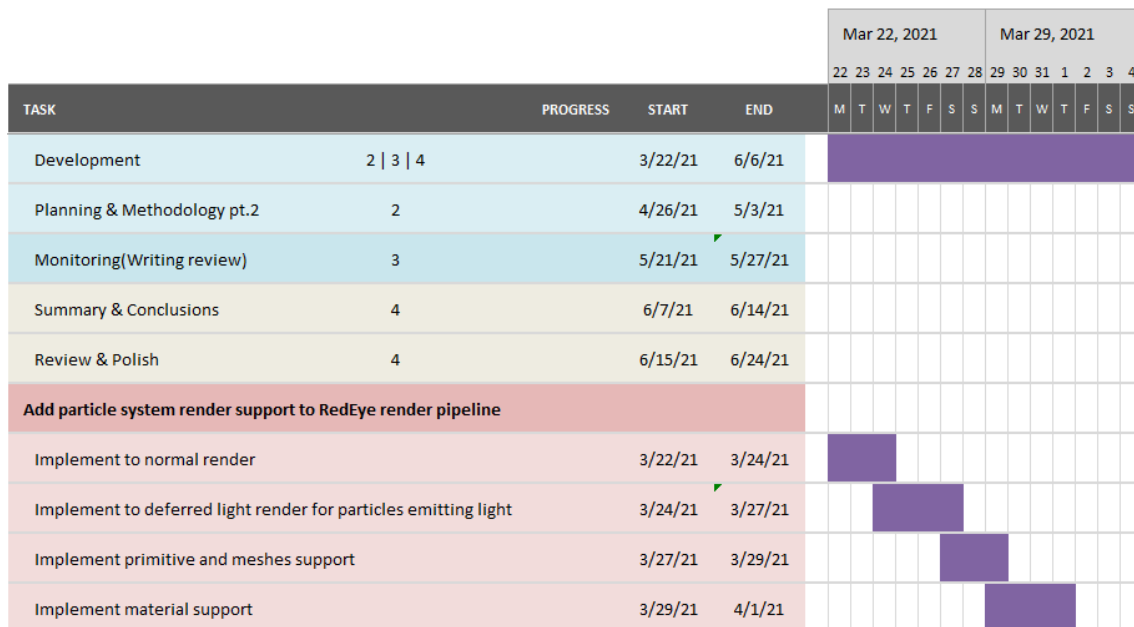 Mar 22, 2021 Mar 29, 2021
22 23 24 25 26 27 28 29 30 31 1 2 3 4
TASK PROGRESS START END M T W T F S S M T W T F S S
Development 2 | 3 | 4 3/22/21 6/6/21
Planning & Methodology pt.2 2 4/26/21 5/3/21
Monitoring(Writing review) 3 5/21/21 5/27/21
Summary & Conclusions 4 6/7/21 6/14/21
Review & Polish 4 6/15/21 6/24/21
Add particle system render support to RedEye render pipeline
Implement to normal render 3/22/21 3/24/21
Implement to deferred light render for particles emitting light 3/24/21 3/27/21
Implement primitive and meshes support 3/27/21 3/29/21
Implement material support 3/29/21 4/1/21